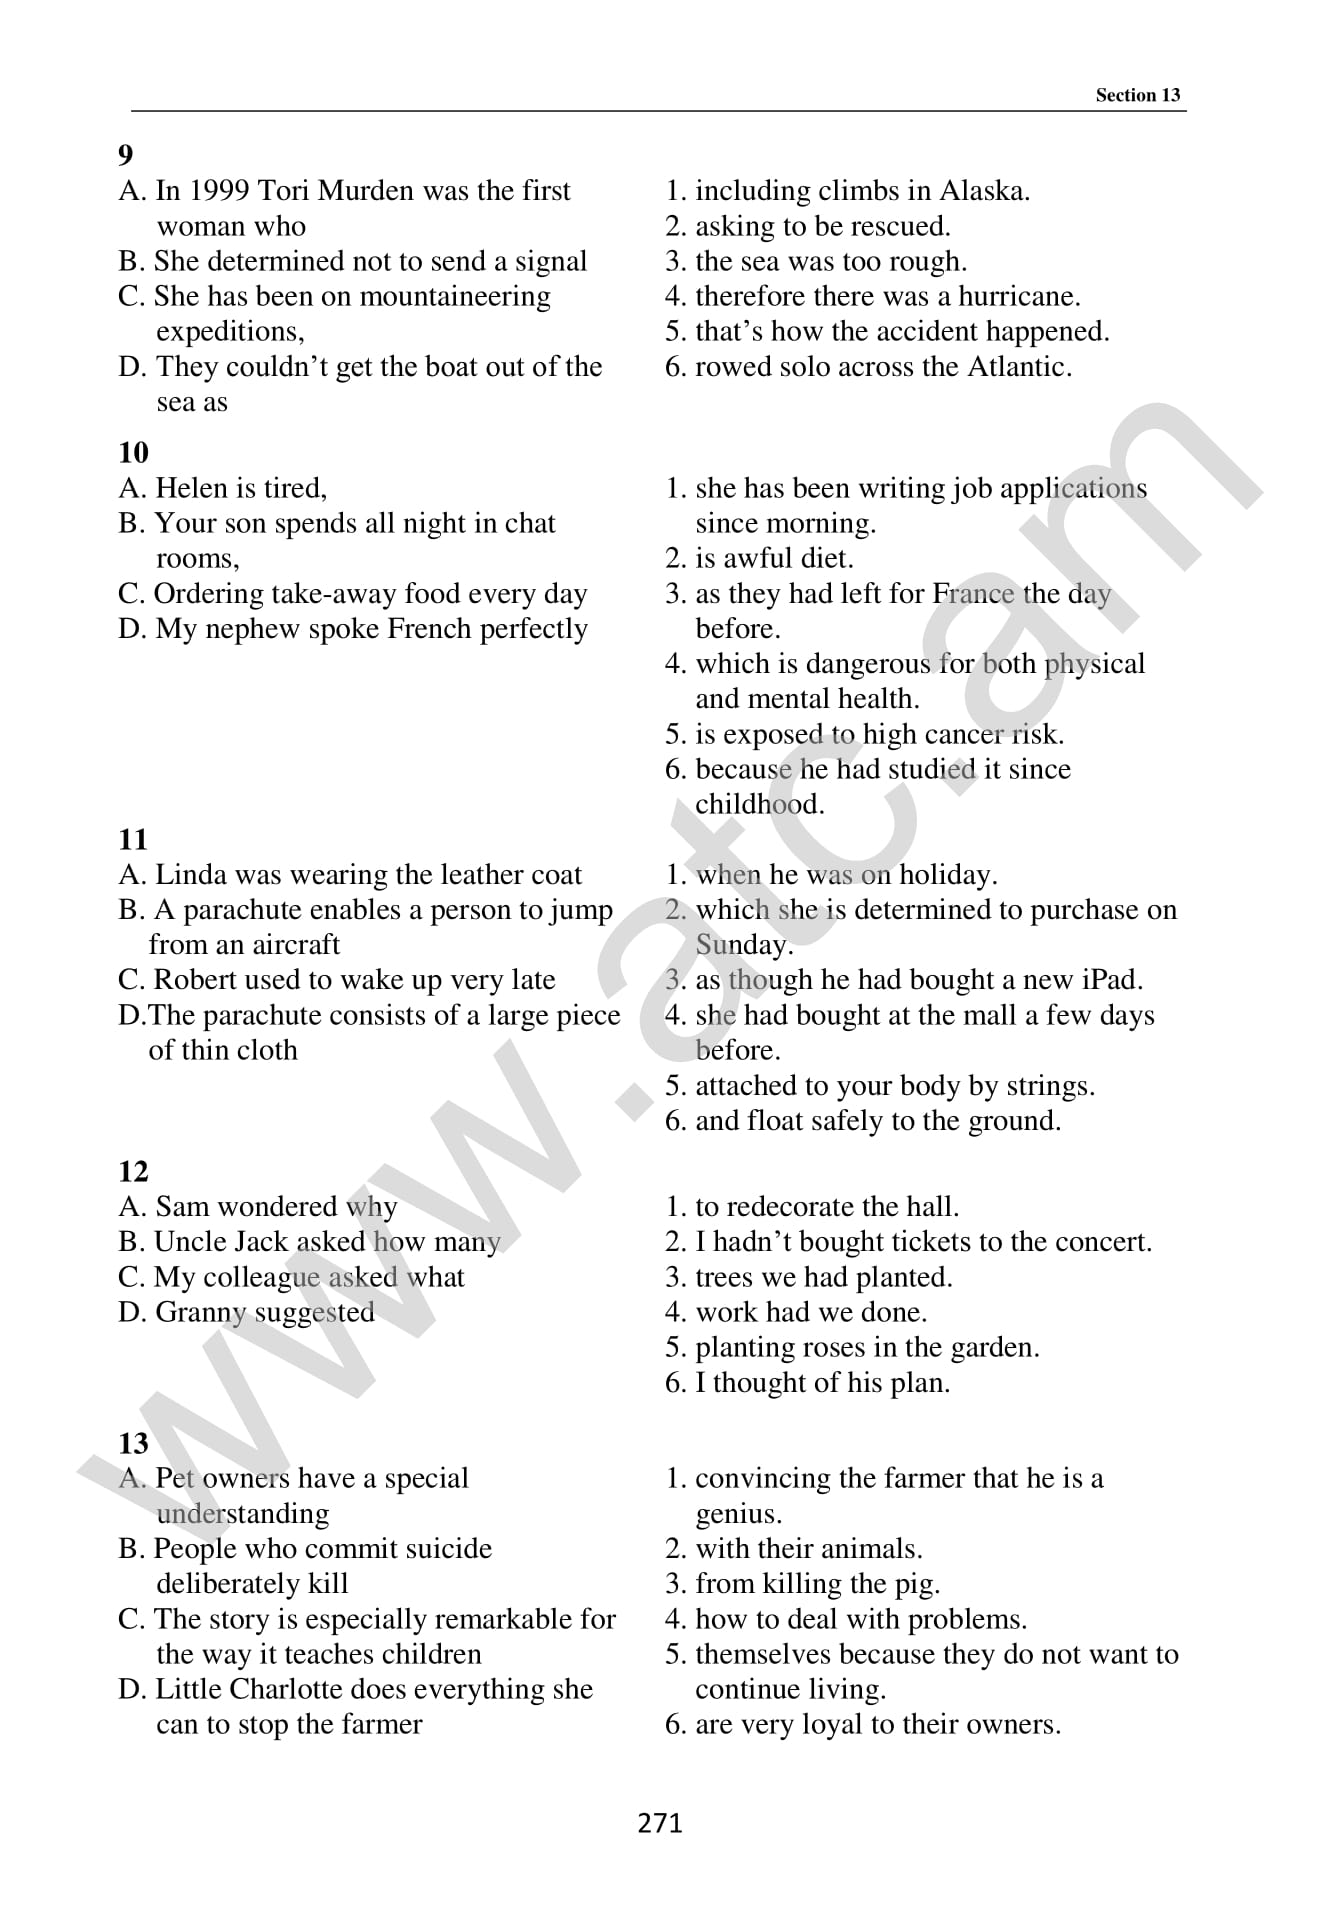 Section 13
9
A. In 1999 Tori Murden was the first
woman who
B. She determined not to send a signal
C. She has been on mountaineering
expeditions,
D. They couldn’t get the boat out of the
sea as
1. including climbs in Alaska.
2. asking to be rescued.
3. the sea was too rough.
4. therefore there was a hurricane.
5. that’s how the accident happened.
6. rowed solo across the Atlantic.
10
A. Helen is tired,
B. Your son spends all night in chat
rooms,
C. Ordering take-away food every day
D. My nephew spoke French perfectly
1. she has been writing job applications
since morning.
2. is awful diet.
3. as they had left for France the day
before.
4. which is dangerous for both physical
and mental health.
5. is exposed to high cancer risk.
6. because he had studied it since
childhood.
11
A. Linda was wearing the leather coat
B. A parachute enables a person to jump
from an aircraft
C. Robert used to wake up very late
D.The parachute consists of a large piece
of thin cloth
1. when he was on holiday.
2. which she is determined to purchase on
Sunday.
3. as though he had bought a new iPad.
4. she had bought at the mall a few days
before.
5. attached to your body by strings.
6. and float safely to the ground.
12
A. Sam wondered why
B. Uncle Jack asked how many
C. My colleague asked what
D. Granny suggested
1. to redecorate the hall.
2. I hadn’t bought tickets to the concert.
3. trees we had planted.
4. work had we done.
5. planting roses in the garden.
6. I thought of his plan.
13
A. Pet owners have a special
understanding
B. People who commit suicide
deliberately kill
C. The story is especially remarkable for
the way it teaches children
D. Little Charlotte does everything she
can to stop the farmer
1. convincing the farmer that he is a
genius.
2. with their animals.
3. from killing the pig.
4. how to deal with problems.
5. themselves because they do not want to
continue living.
6. are very loyal to their owners.
271
www.atc.am